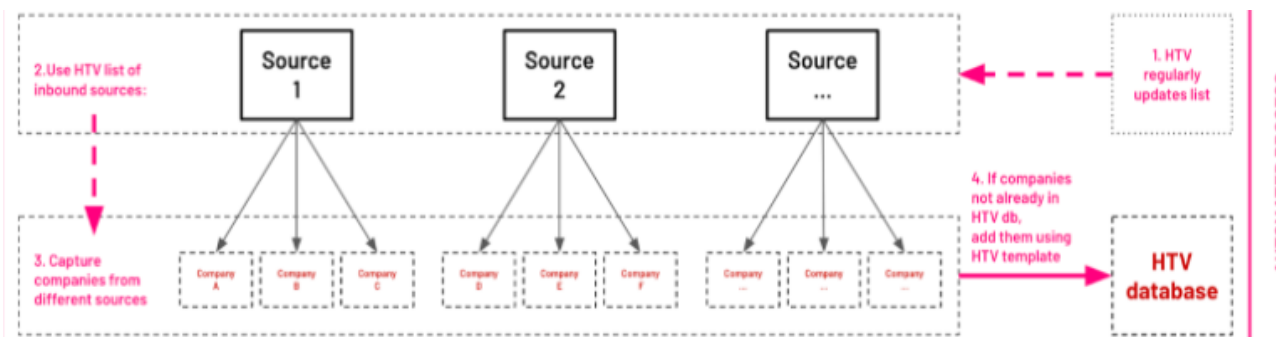 2.Use HTV list of
inbound sources:
Source
1
Source
2
Source
...
1. HTV
regularly
updates list
3. Capture
companies from
different sources
Company
A
Company
B
Company
C
Company
D
Company
E
Company
F
Company
...
Company
...
Company
...
4. If companies
not already in
HTV db,
add them using
HTV template
HTV
database